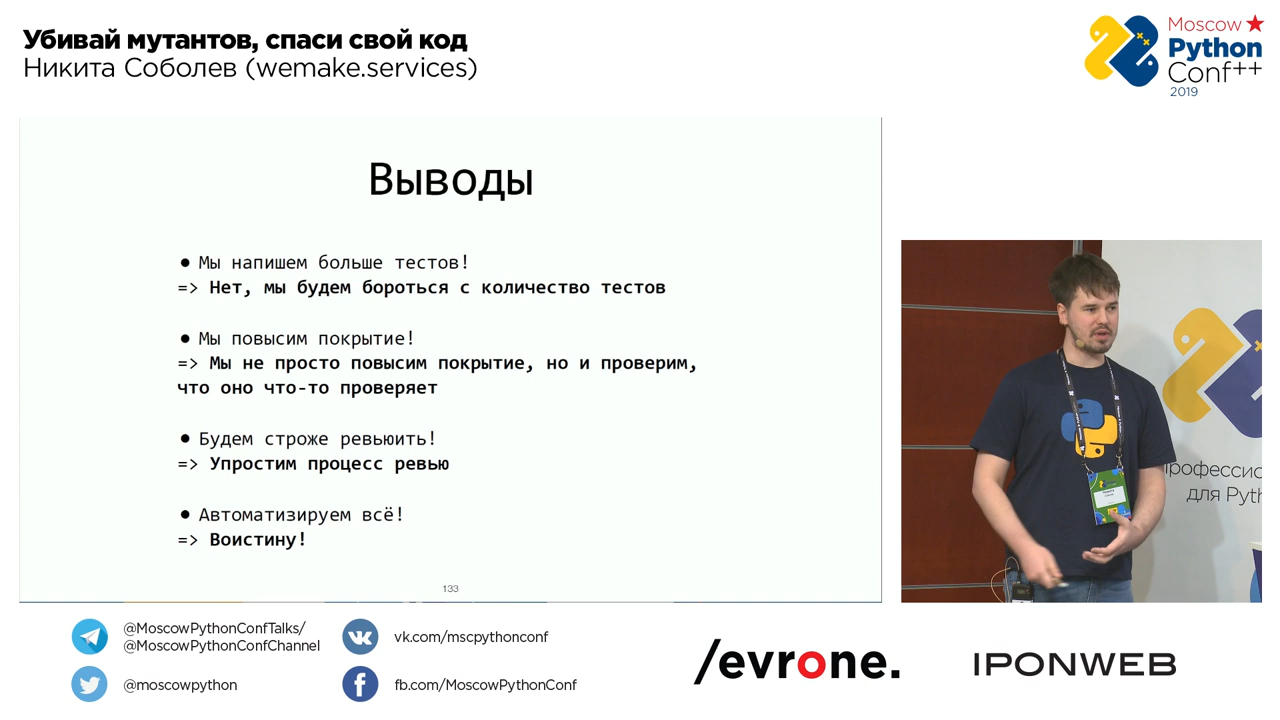 Убивай мутантов, спаси свой код
Никита Соболев (wemake.services)
Moscow
Python
Conf++
2019
Выводы
● Мы напишем больше тестов!
=> Нет, мы будем бороться с количество тестов
● Мы повысим покрытие!
=> Мы не просто повысим покрытие, но и проверим,
что оно что-то проверяет
● Будем строже ревьюить!
=> Упростим процесс ревью
● Автоматизируем всё!
=> Воистину!
133
рофессио
для Pyth
@MoscowPythonConfTalks/
@MoscowPythonConfChannel
vk.com/mscpythonconf
@moscowpython
fb.com/MoscowPythonConf
/evrone.
IPONWEB